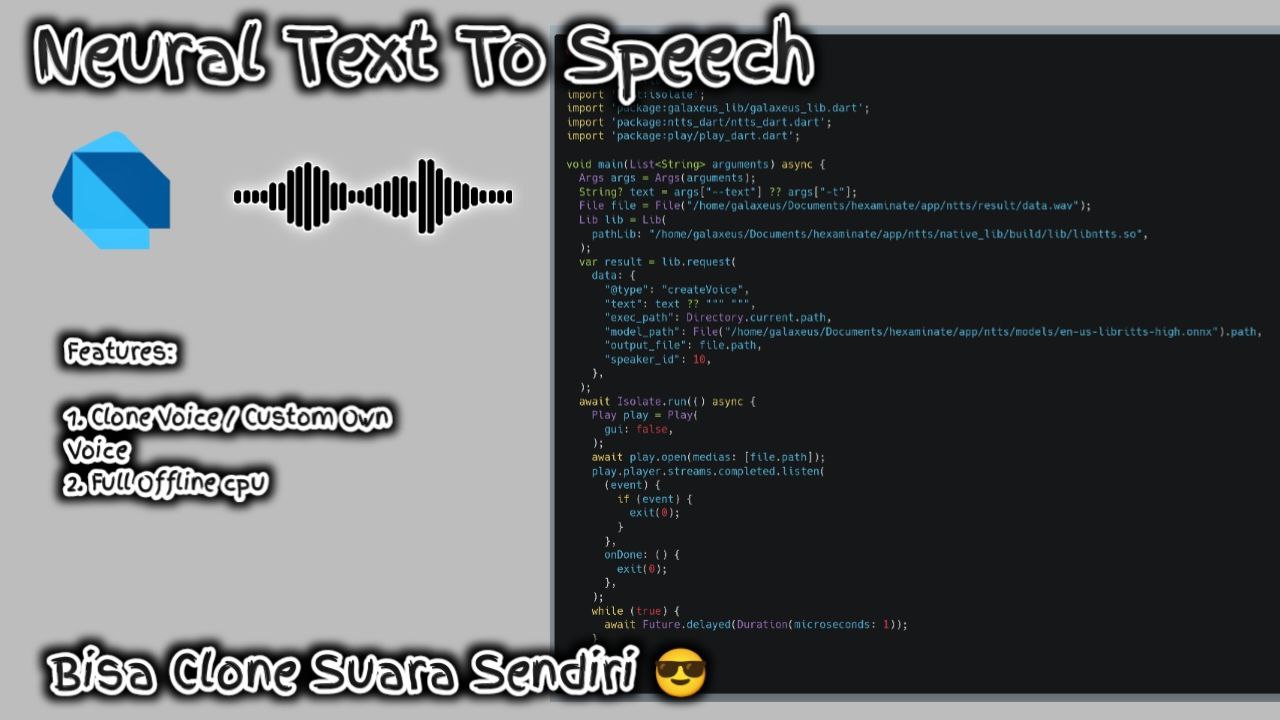 Neural Text To Speech
Features:
1. Clone Voice / Custom Own
Voice
2. Full Offline cpu
Bisa Clone Suara Sendiri 😎
import 't:isolate';
import 'package:galaxeus_lib/galaxeus_lib.dart';
import 'package:ntts_dart/ntts_dart.dart';
import 'package:play/play_dart.dart';
void main(List<String> arguments) async {
Args args = Args(arguments);
String? text = args["--text"] ?? args["-t"];
File file = File("/home/galaxeus/Documents/hexaminate/app/ntts/result/data.wav");
Lib lib = Lib(
pathLib: "/home/galaxeus/Documents/hexaminate/app/ntts/native_lib/build/lib/libntts.so",
);
var result = lib.request(
data: {
"@type": "createVoice",
"text": text ?? """ """,
"exec_path": Directory.current.path,
"model_path": File("/home/galaxeus/Documents/hexaminate/app/ntts/models/en-us-libritts-high.onnx").path,
"output_file": file.path,
"speaker_id": 10,
},
);
await Isolate.run(() async {
Play play = Play(
gui: false,
);
await play.open(medias: [file.path]);
play.player.streams.completed.listen(
(event) {
if (event) {
exit(0);
}
},
onDone: () {
exit(0);
},
);
while (true) {
await Future.delayed(Duration(microseconds: 1));
}